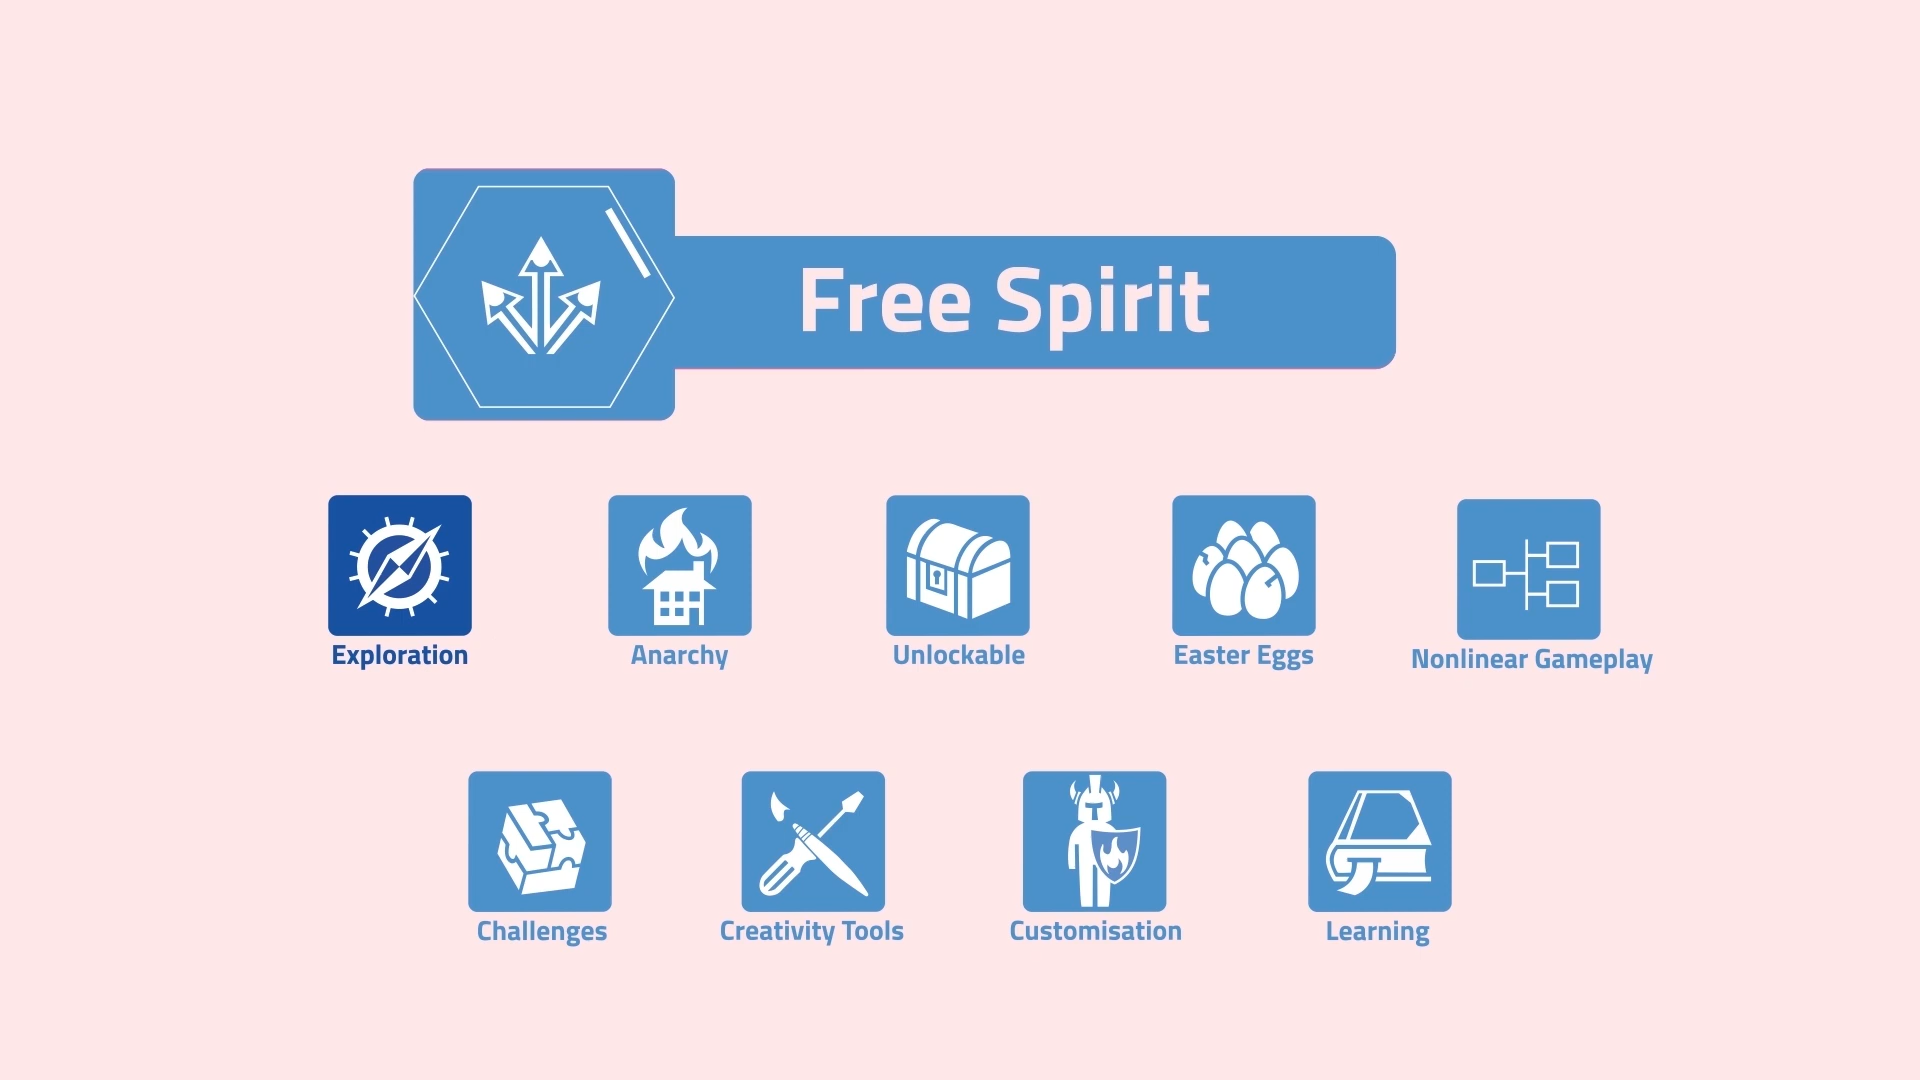 Free Spirit
Exploration
Anarchy
Unlockable
Easter Eggs
Nonlinear Gameplay
Challenges
Creativity Tools
Customisation
Learning